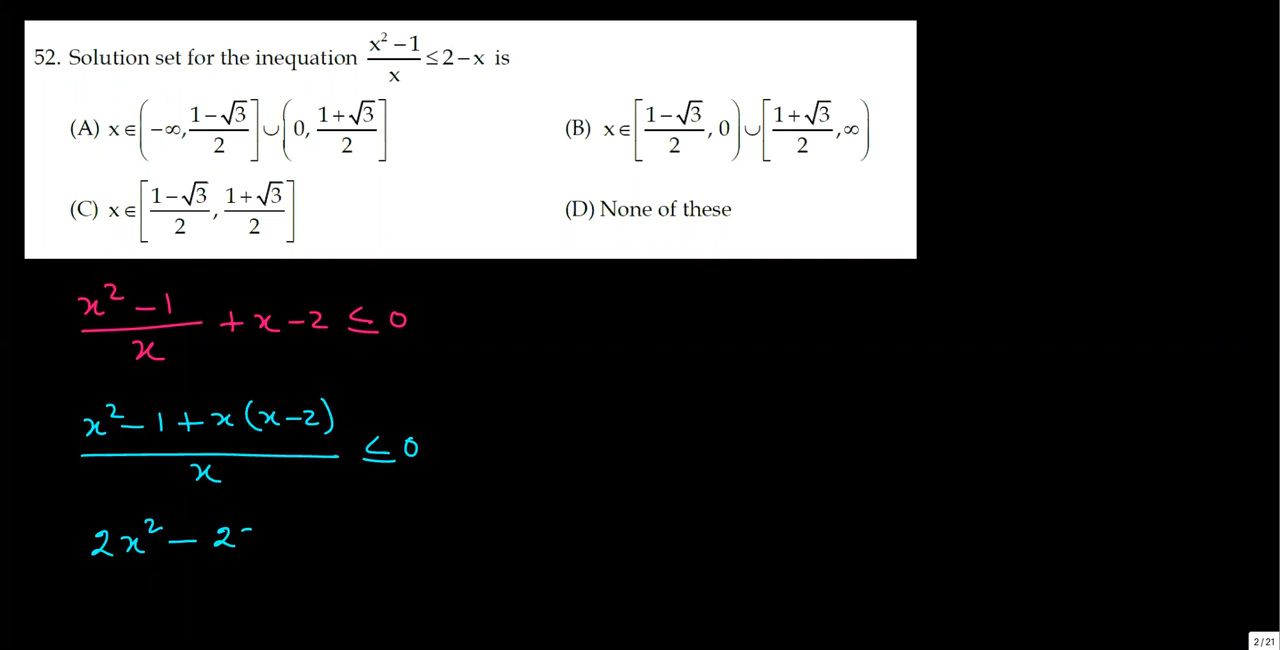 52. Solution set for the inequation (x² − 1)/x ≤ 2 − x is
(A) x ∈ (−∞, (1 − √3)/2] ∪ (0, (1 + √3)/2]
(B) x ∈ [(1 − √3)/2, 0) ∪ [(1 + √3)/2, ∞)
(C) x ∈ [(1 − √3)/2, (1 + √3)/2]
(D) None of these
(x² − 1)/x + x − 2 ≤ 0
(x² − 1 + x(x − 2))/x ≤ 0
2x² − 2
2/21